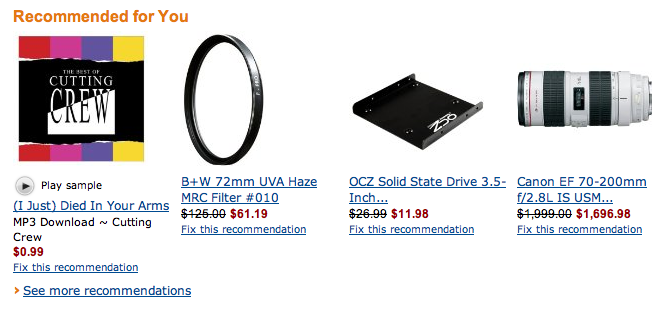 Recommended for You
THE BEST OF
CUTTING
CREW
Play sample
(I Just) Died In Your Arms
MP3 Download ~ Cutting
Crew
$0.99
Fix this recommendation
B+W 72mm UVA Haze
MRC Filter #010
$125.00 $61.19
Fix this recommendation
OCZ
OCZ Solid State Drive 3.5-
Inch...
$26.99 $11.98
Fix this recommendation
Canon EF 70-200mm
f/2.8L IS USM...
$1,999.00 $1,696.98
Fix this recommendation
See more recommendations